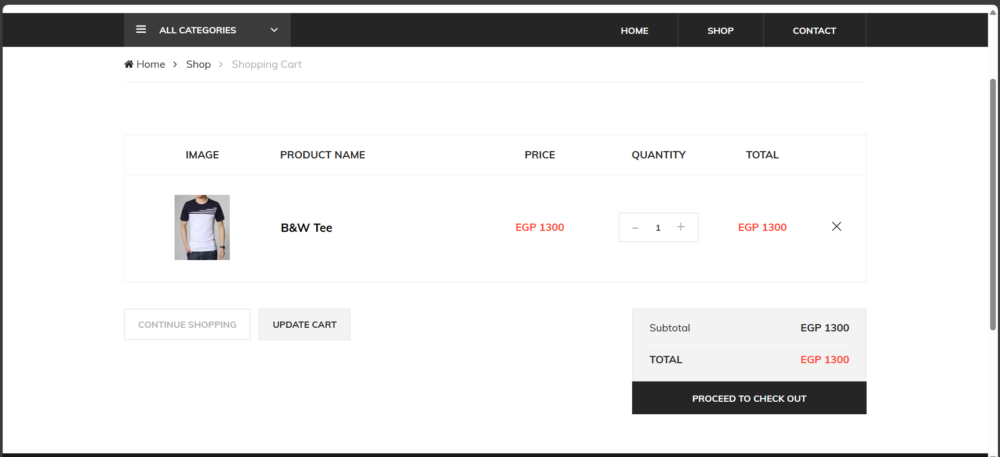 ALL CATEGORIES
HOME
SHOP
CONTACT
Home > Shop > Shopping Cart
IMAGE PRODUCT NAME PRICE QUANTITY TOTAL
B&W Tee EGP 1300 - 1 + EGP 1300
CONTINUE SHOPPING
UPDATE CART
Subtotal EGP 1300
TOTAL EGP 1300
PROCEED TO CHECK OUT